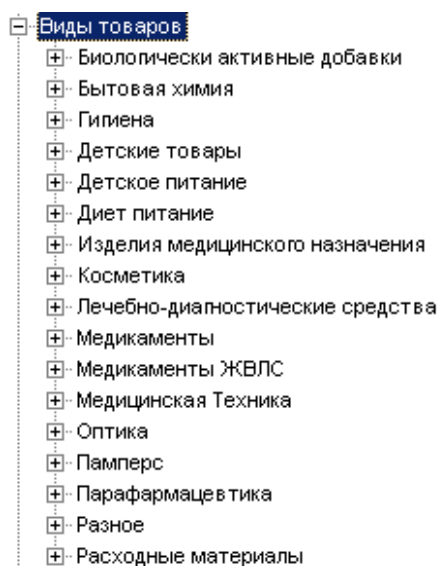 Виды товаров
Биологически активные добавки
Бытовая химия
Гигиена
Детские товары
Детское питание
Диет питание
Изделия медицинского назначения
Косметика
Лечебно-диагностические средства
Медикаменты
Медикаменты ЖВЛС
Медицинская Техника
Оптика
Памперс
Парафармацевтика
Разное
Расходные материалы